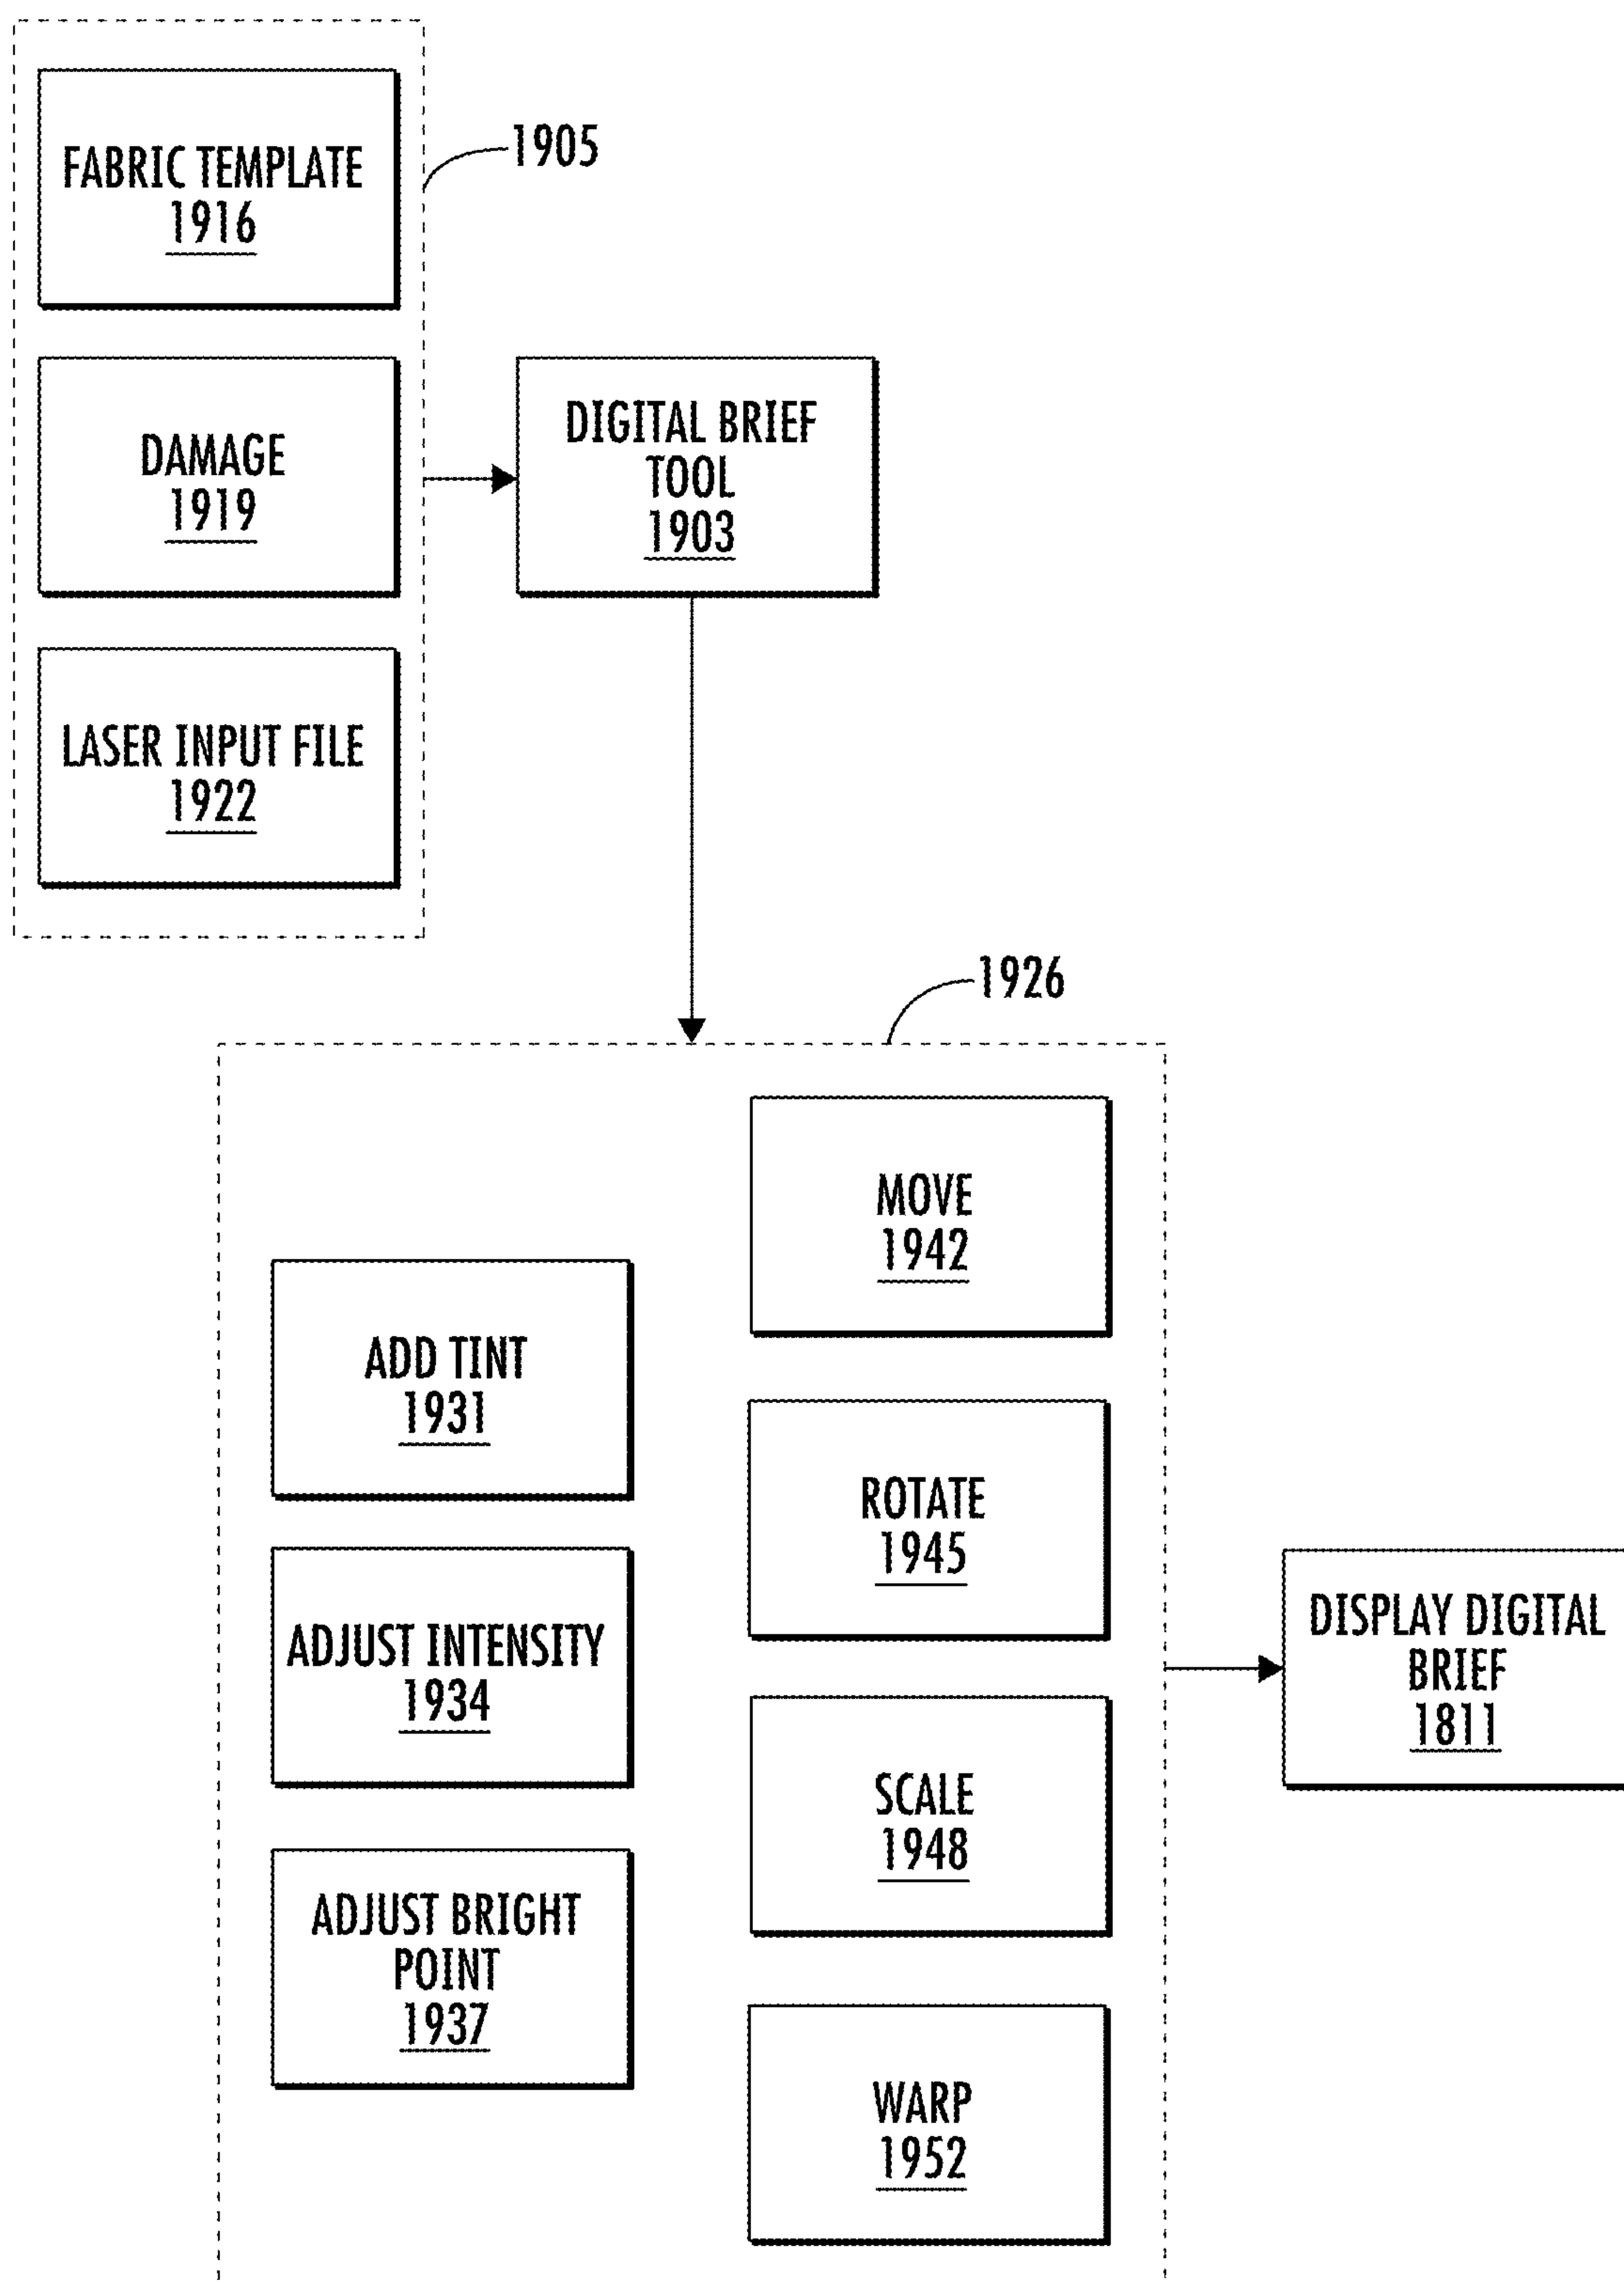 FABRIC TEMPLATE
1916
1905
DAMAGE
1919
DIGITAL BRIEF
TOOL
1903
LASER INPUT FILE
1922
1926
MOVE
1942
ADD TINT
1931
ROTATE
1945
ADJUST INTENSITY
1934
DISPLAY DIGITAL
BRIEF
1811
SCALE
1948
ADJUST BRIGHT
POINT
1937
WARP
1952